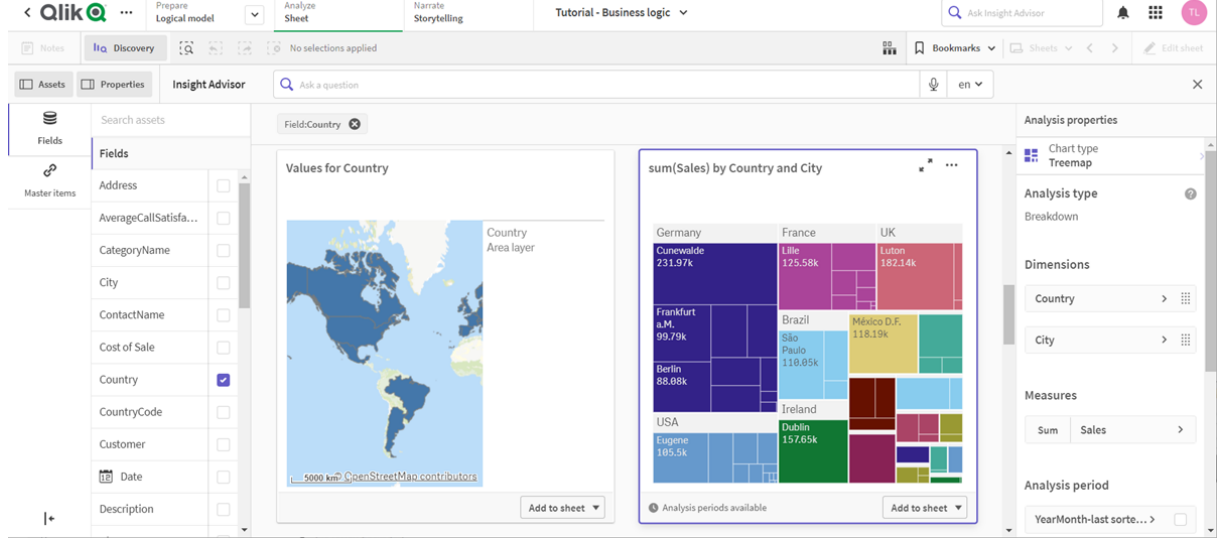 Qlik
Prepare
Logical model
Analyze
Sheet
Narrate
Storytelling
Tutorial - Business logic
Ask Insight Advisor
TL
Notes
Discovery
No selections applied
Bookmarks
Sheets
Edit sheet
Assets
Properties
Insight Advisor
Ask a question
en
Fields
Master items
Search assets
Fields
Address
AverageCallSatisfa...
CategoryName
City
ContactName
Cost of Sale
Country
CountryCode
Customer
Date
Description
Field:Country
Values for Country
Country
Area layer
5000 km
© OpenStreetMap contributors
Add to sheet
sum(Sales) by Country and City
Germany
Cunewalde
231.97k
Frankfurt
a.M.
99.79k
Berlin
88.08k
USA
Eugene
105.5k
France
Lille
125.58k
UK
Luton
182.14k
Brazil
São
Paulo
110.05k
México D.F.
118.19k
Ireland
Dublin
157.65k
Analysis periods available
Add to sheet
Analysis properties
Chart type
Treemap
Analysis type
Breakdown
Dimensions
Country
City
Measures
Sum
Sales
Analysis period
YearMonth-last sorte...